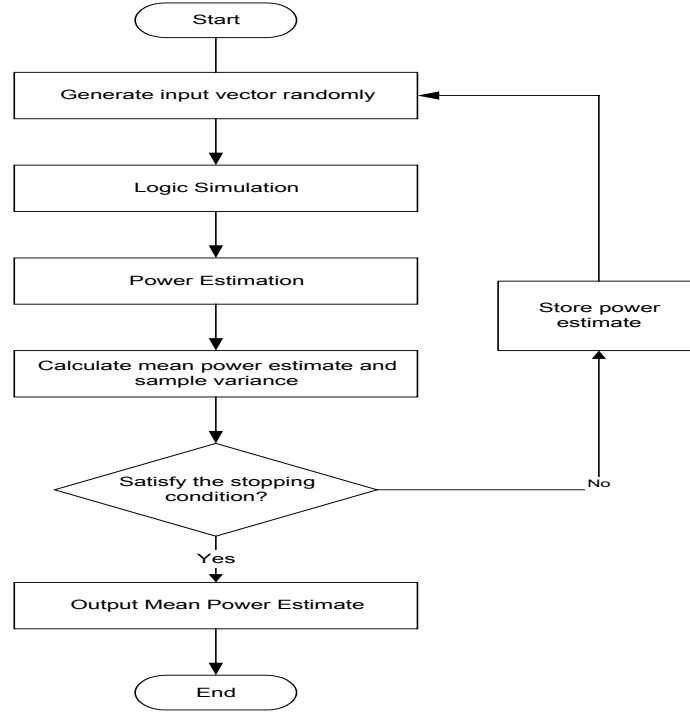 Start
Generate input vector randomly
Logic Simulation
Power Estimation
Store power
estimate
Calculate mean power estimate and
sample variance
Satisfy the stopping
condition?
No
Yes
Output Mean Power Estimate
End